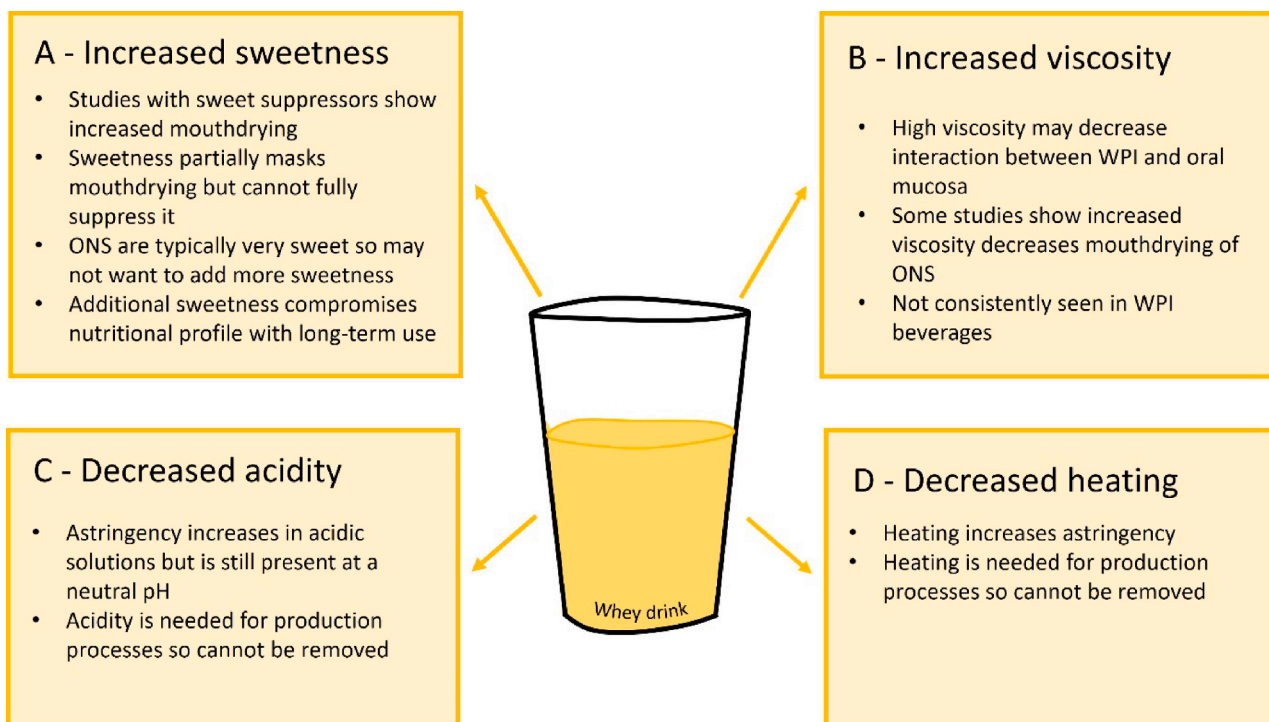 A - Increased sweetness
• Studies with sweet suppressors show
increased mouthdrying
• Sweetness partially masks
mouthdrying but cannot fully
suppress it
• ONS are typically very sweet so may
not want to add more sweetness
• Additional sweetness compromises
nutritional profile with long-term use
B - Increased viscosity
• High viscosity may decrease
interaction between WPI and oral
mucosa
• Some studies show increased
viscosity decreases mouthdrying of
ONS
• Not consistently seen in WPI
beverages
C - Decreased acidity
• Astringency increases in acidic
solutions but is still present at a
neutral pH
• Acidity is needed for production
processes so cannot be removed
D - Decreased heating
• Heating increases astringency
• Heating is needed for production
processes so cannot be removed
Whey drink